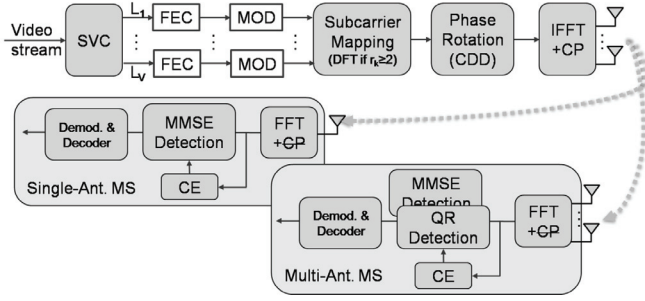 Video
stream
SVC
L1
LV
FEC
MOD
FEC
MOD
Subcarrier
Mapping
(DFT if rk≥2)
Phase
Rotation
(CDD)
IFFT
+CP
Demod. &
Decoder
MMSE
Detection
FFT
+CP
CE
Single-Ant. MS
Demod. &
Decoder
MMSE
Detection
QR
Detection
FFT
+CP
CE
Multi-Ant. MS